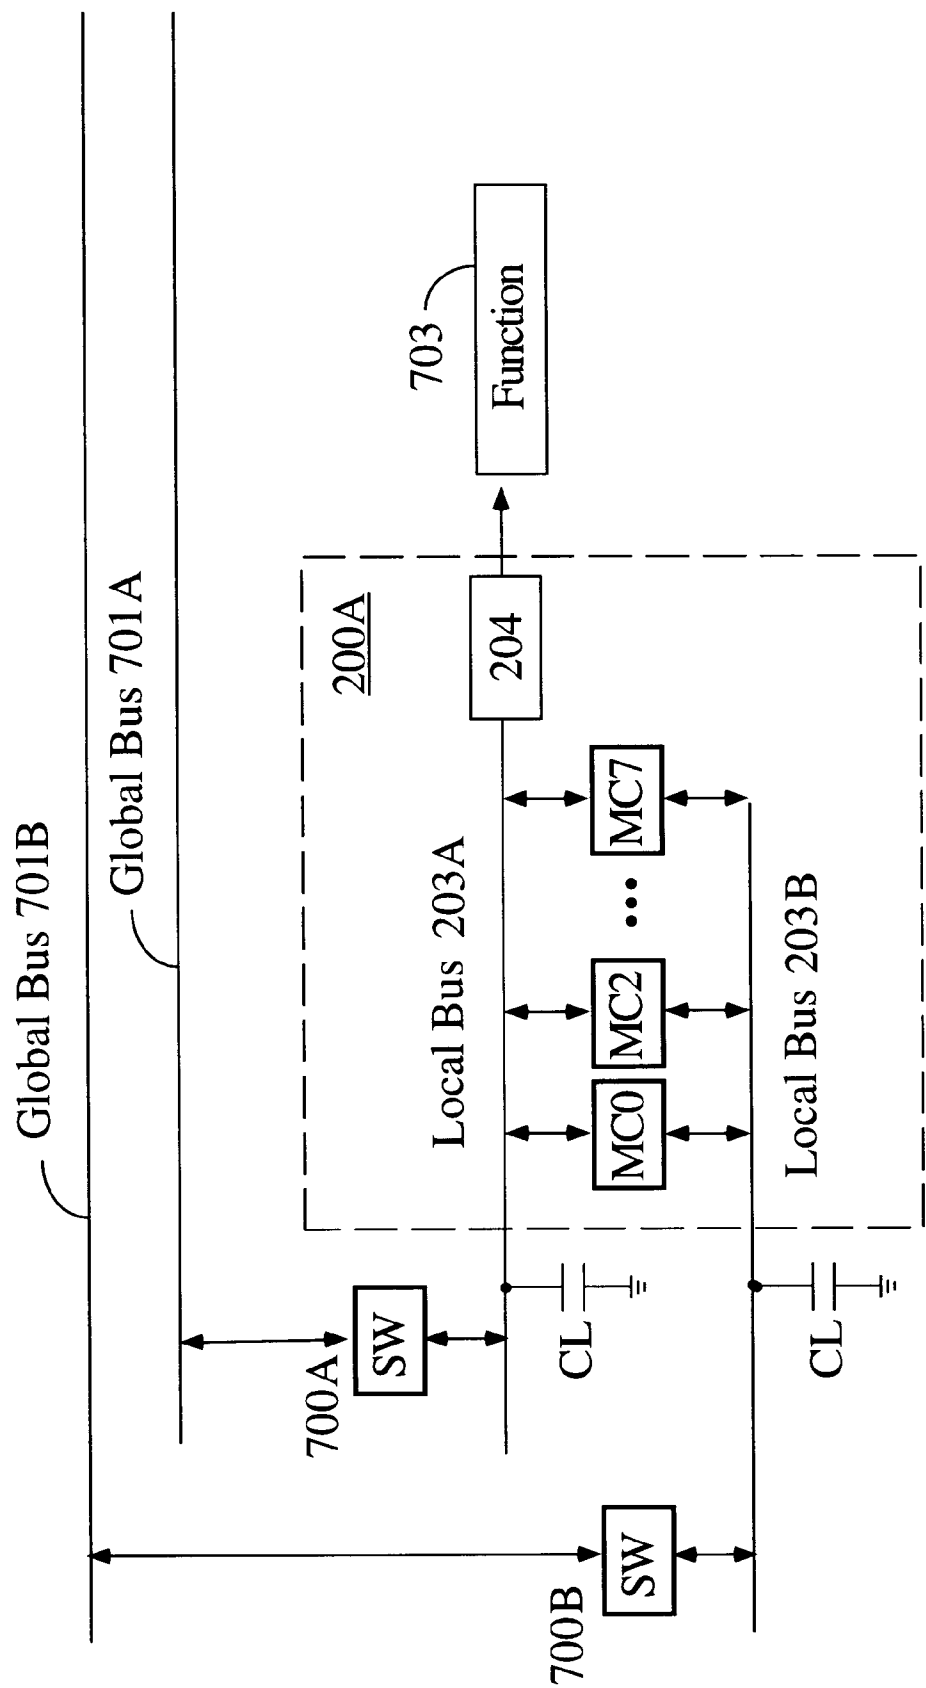 Global Bus 701B
Global Bus 701A
703
Function
200A
204
Local Bus 203A
MC0
MC2
•••
MC7
Local Bus 203B
700A
SW
CL
CL
700B
SW